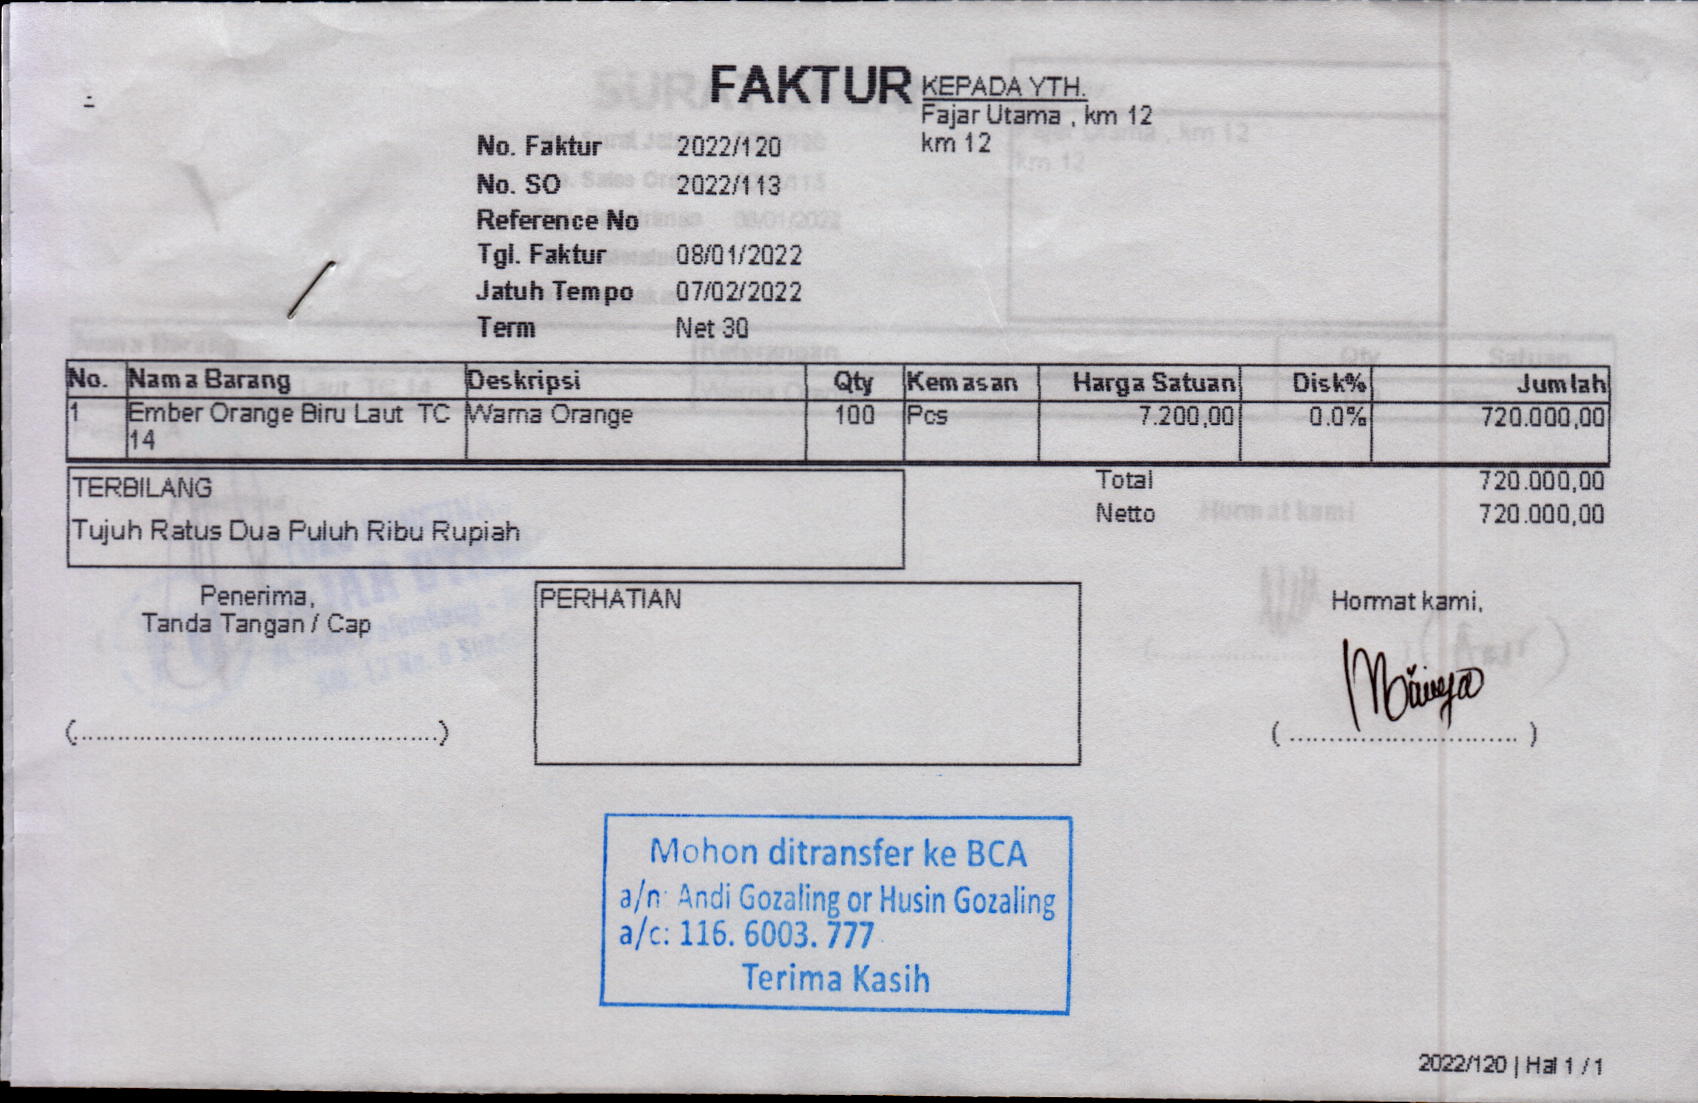 FAKTUR
KEPADA YTH.
Fajar Utama , km 12
km 12
No. Faktur 2022/120
No. SO 2022/113
Reference No
Tgl. Faktur 08/01/2022
Jatuh Tempo 07/02/2022
Term Net 30
No. Nama Barang Deskripsi Qty Kemasan Harga Satuan Disk% Jumlah
1 Ember Orange Biru Laut TC Warna Orange 100 Pcs 7.200,00 0.0% 720.000,00
14
Total 720.000,00
Netto 720.000,00
TERBILANG
Tujuh Ratus Dua Puluh Ribu Rupiah
Penerima,
Tanda Tangan / Cap
(..............................................)
PERHATIAN
Hormat kami,
( ............................. )
Mohon ditransfer ke BCA
a/n: Andi Gozaling or Husin Gozaling
a/c: 116. 6003. 777
Terima Kasih
2022/120 | Hal 1 / 1